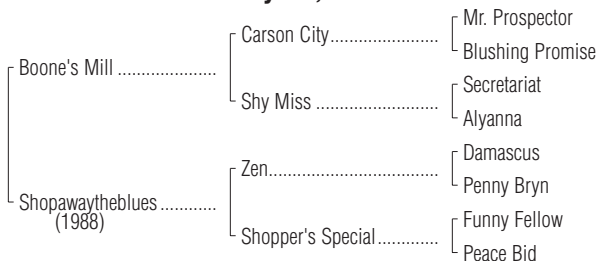 Mr. Prospector
Carson City
Blushing Promise
Boone's Mill
Secretariat
Shy Miss
Alyanna
Damascus
Zen
Penny Bryn
Shopawaytheblues
(1988)
Funny Fellow
Shopper's Special
Peace Bid